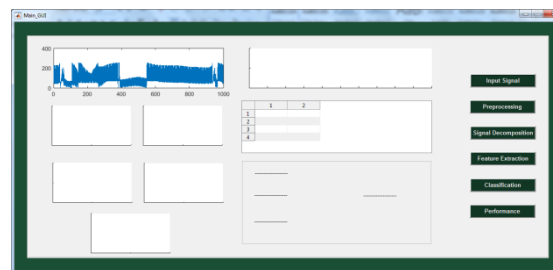 Main_GUI
400
200
0
0 200 400 600 800 1000
1 2
1
2
3
4
Input Signal
Preprocessing
Signal Decomposition
Feature Extraction
Classification
Performance